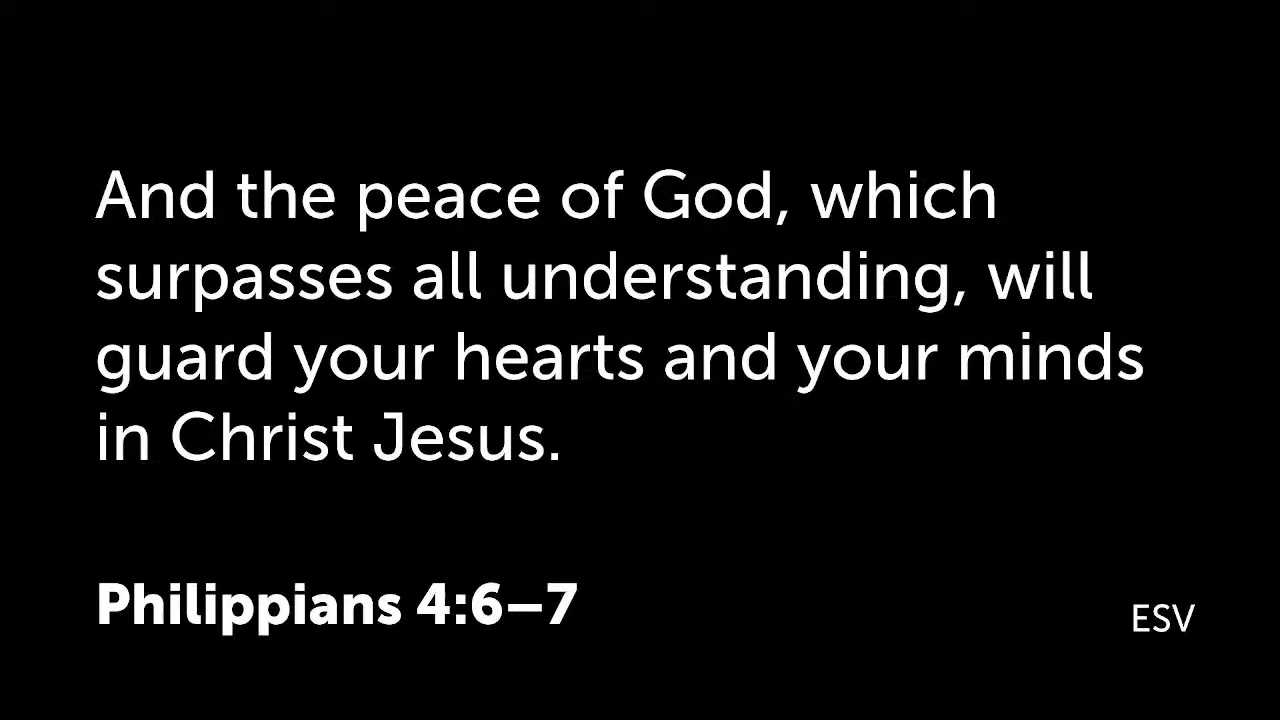 And the peace of God, which
surpasses all understanding, will
guard your hearts and your minds
in Christ Jesus.
Philippians 4:6–7
ESV